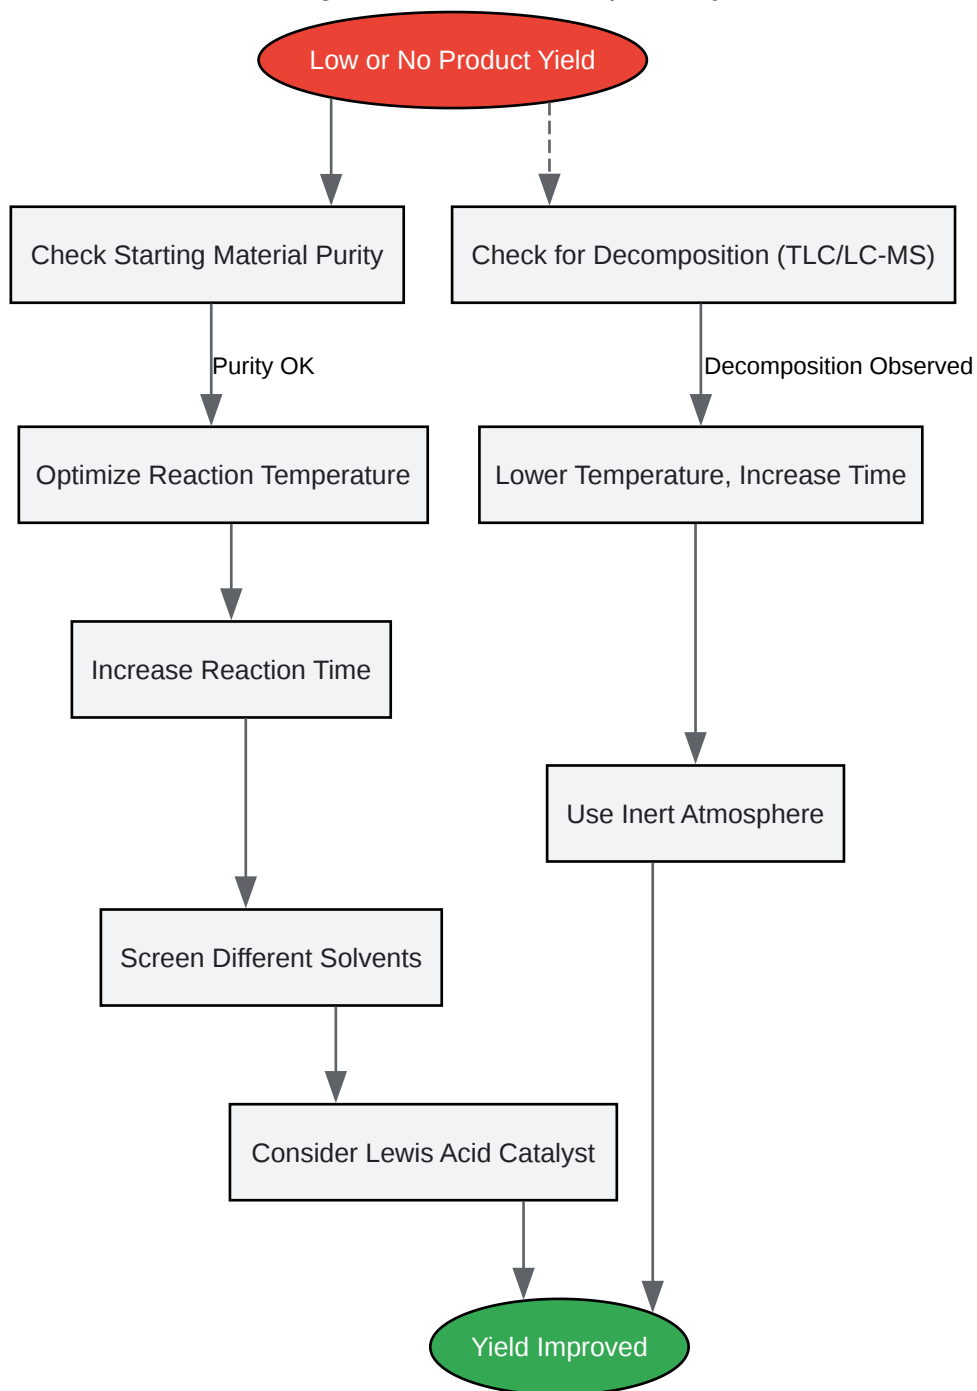 Low or No Product Yield
Check Starting Material Purity
Check for Decomposition (TLC/LC-MS)
Purity OK
Decomposition Observed
Optimize Reaction Temperature
Lower Temperature, Increase Time
Increase Reaction Time
Use Inert Atmosphere
Screen Different Solvents
Consider Lewis Acid Catalyst
Yield Improved